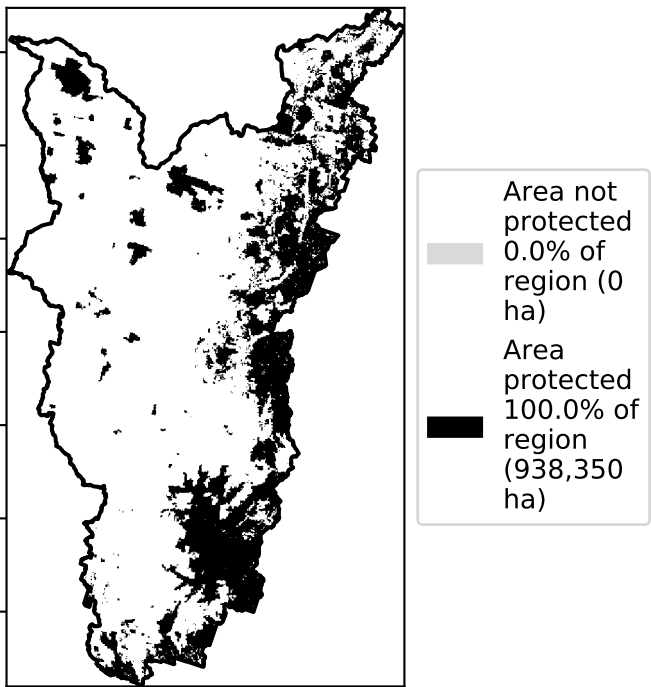 Area not
protected
0.0% of
region (0
ha)
Area
protected
100.0% of
region
(938,350
ha)